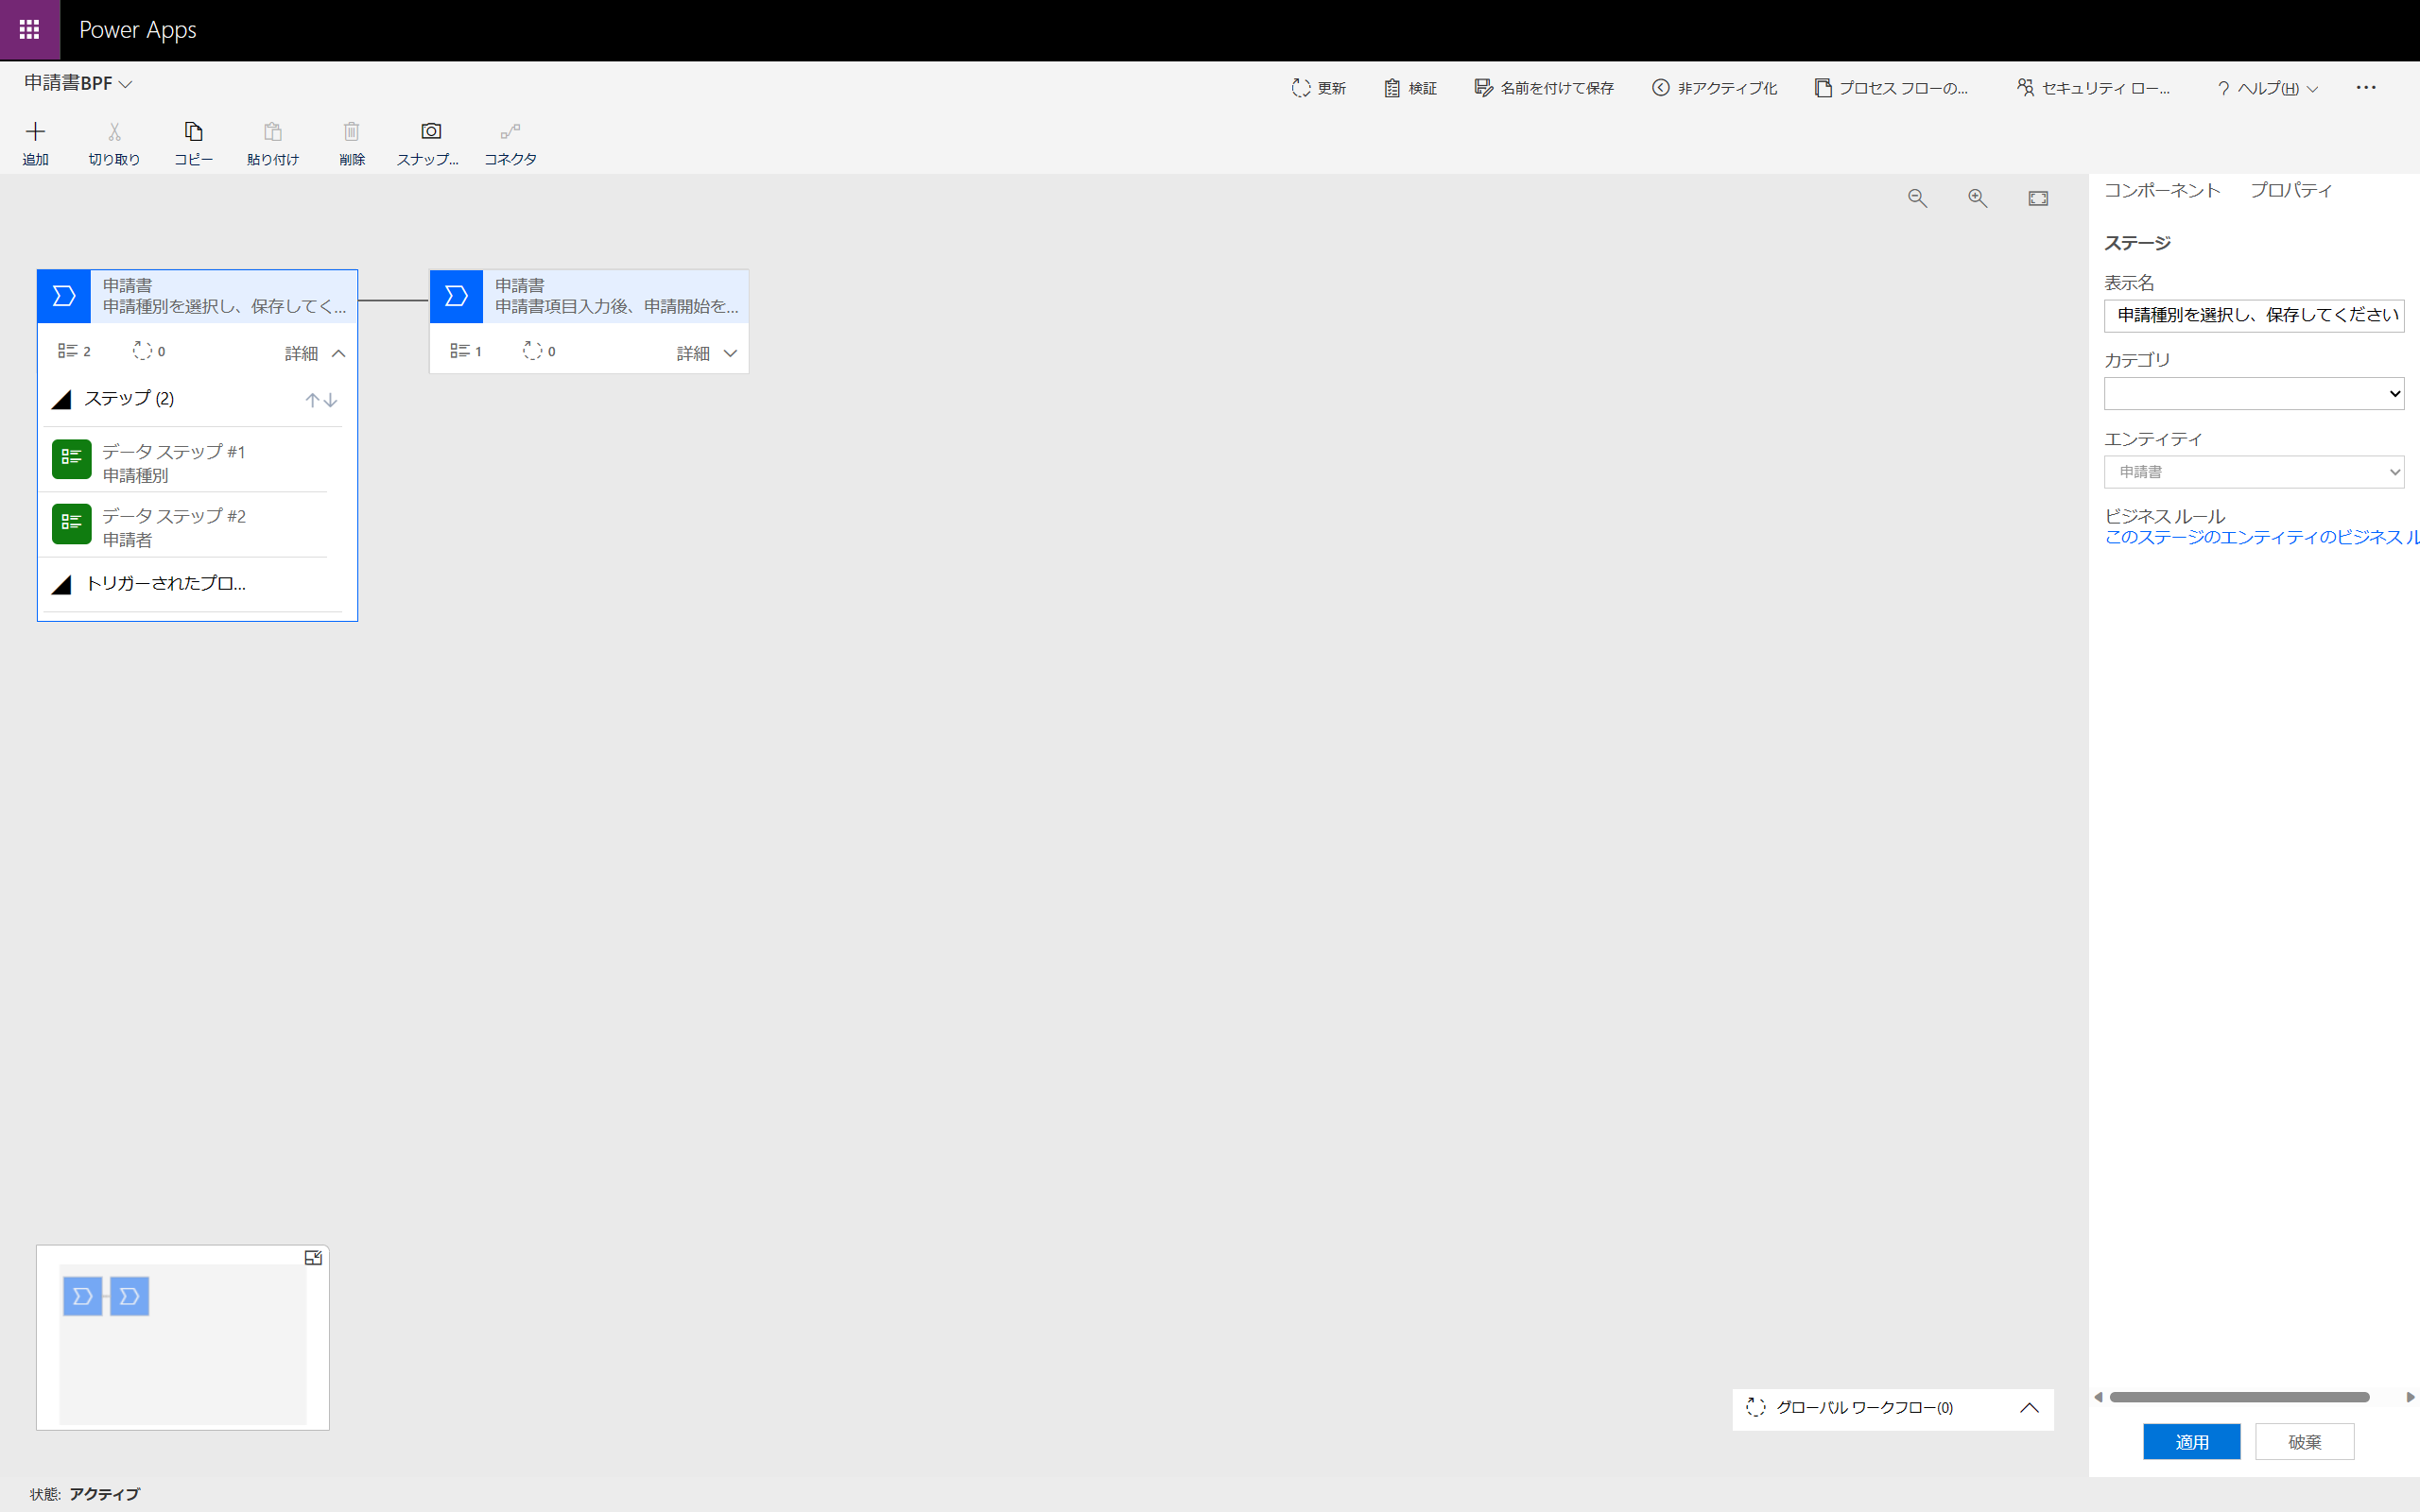 Power Apps
申請書BPF
更新
検証
名前を付けて保存
非アクティブ化
プロセス フローの...
セキュリティ ロー...
? ヘルプ(H)
追加
切り取り
コピー
貼り付け
削除
スナップ...
コネクタ
コンポーネント
プロパティ
申請書
申請種別を選択し、保存してく...
2
0
詳細
ステップ (2)
データ ステップ #1
申請種別
データ ステップ #2
申請者
トリガーされたプロ...
申請書
申請書項目入力後、申請開始を...
1
0
詳細
ステージ
表示名
申請種別を選択し、保存してください
カテゴリ
エンティティ
申請書
ビジネス ルール
このステージのエンティティのビジネス ル
グローバル ワークフロー(0)
適用
破棄
状態: アクティブ